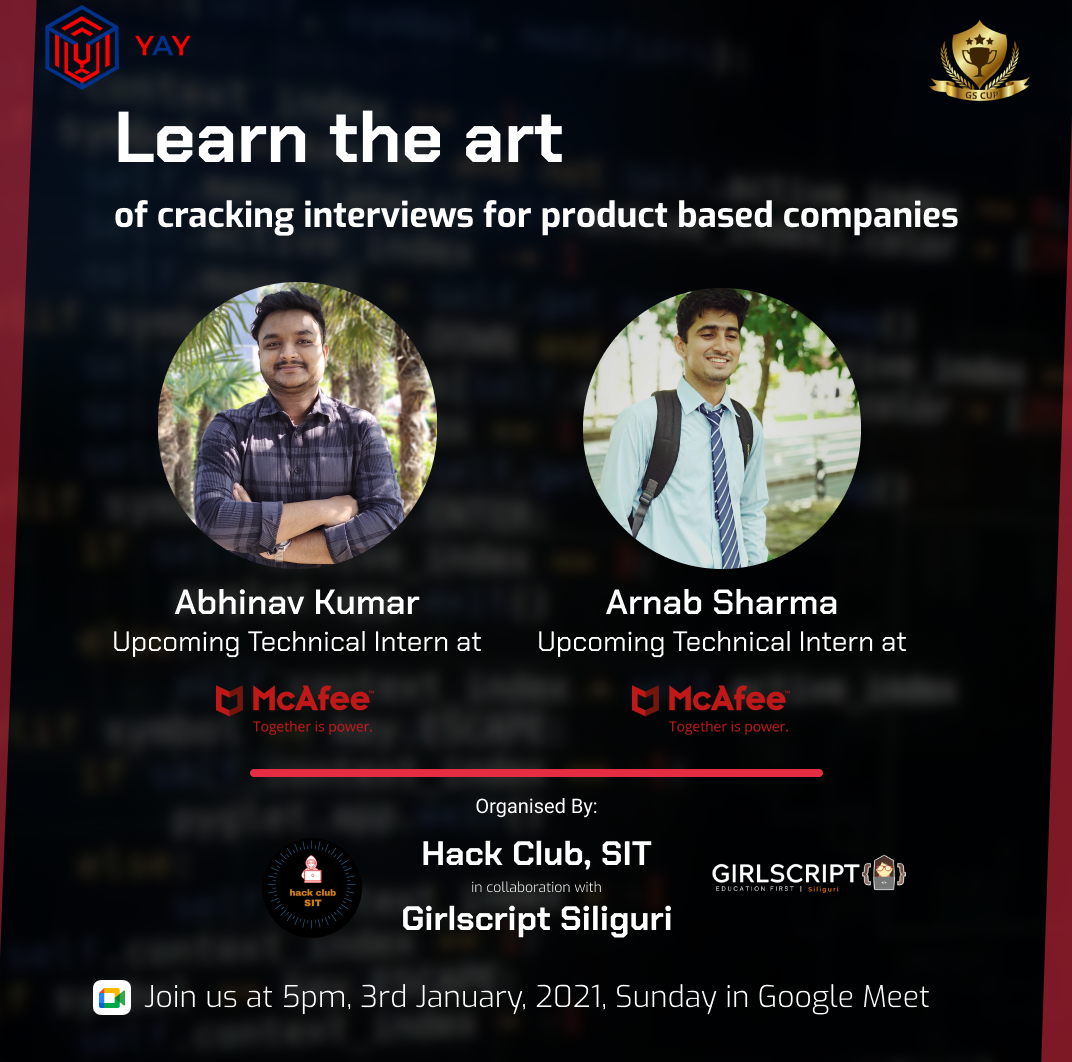 YAY
GS CUP
Learn the art
of cracking interviews for product based companies
Abhinav Kumar
Upcoming Technical Intern at
McAfee™
Together is power.
Arnab Sharma
Upcoming Technical Intern at
McAfee™
Together is power.
Organised By:
hack club
SIT
Hack Club, SIT
in collaboration with
Girlscript Siliguri
GIRLSCRIPT
EDUCATION FIRST | Siliguri
Join us at 5pm, 3rd January, 2021, Sunday in Google Meet